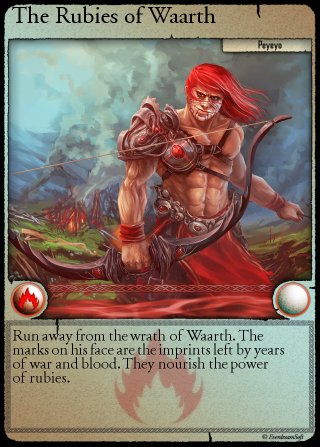 The Rubies of Waarth
Peyeyo
Run away from the wrath of Waarth. The
marks on his face are the imprints left by years
of war and blood. They nourish the power
of rubies.
© EverdreamSoft